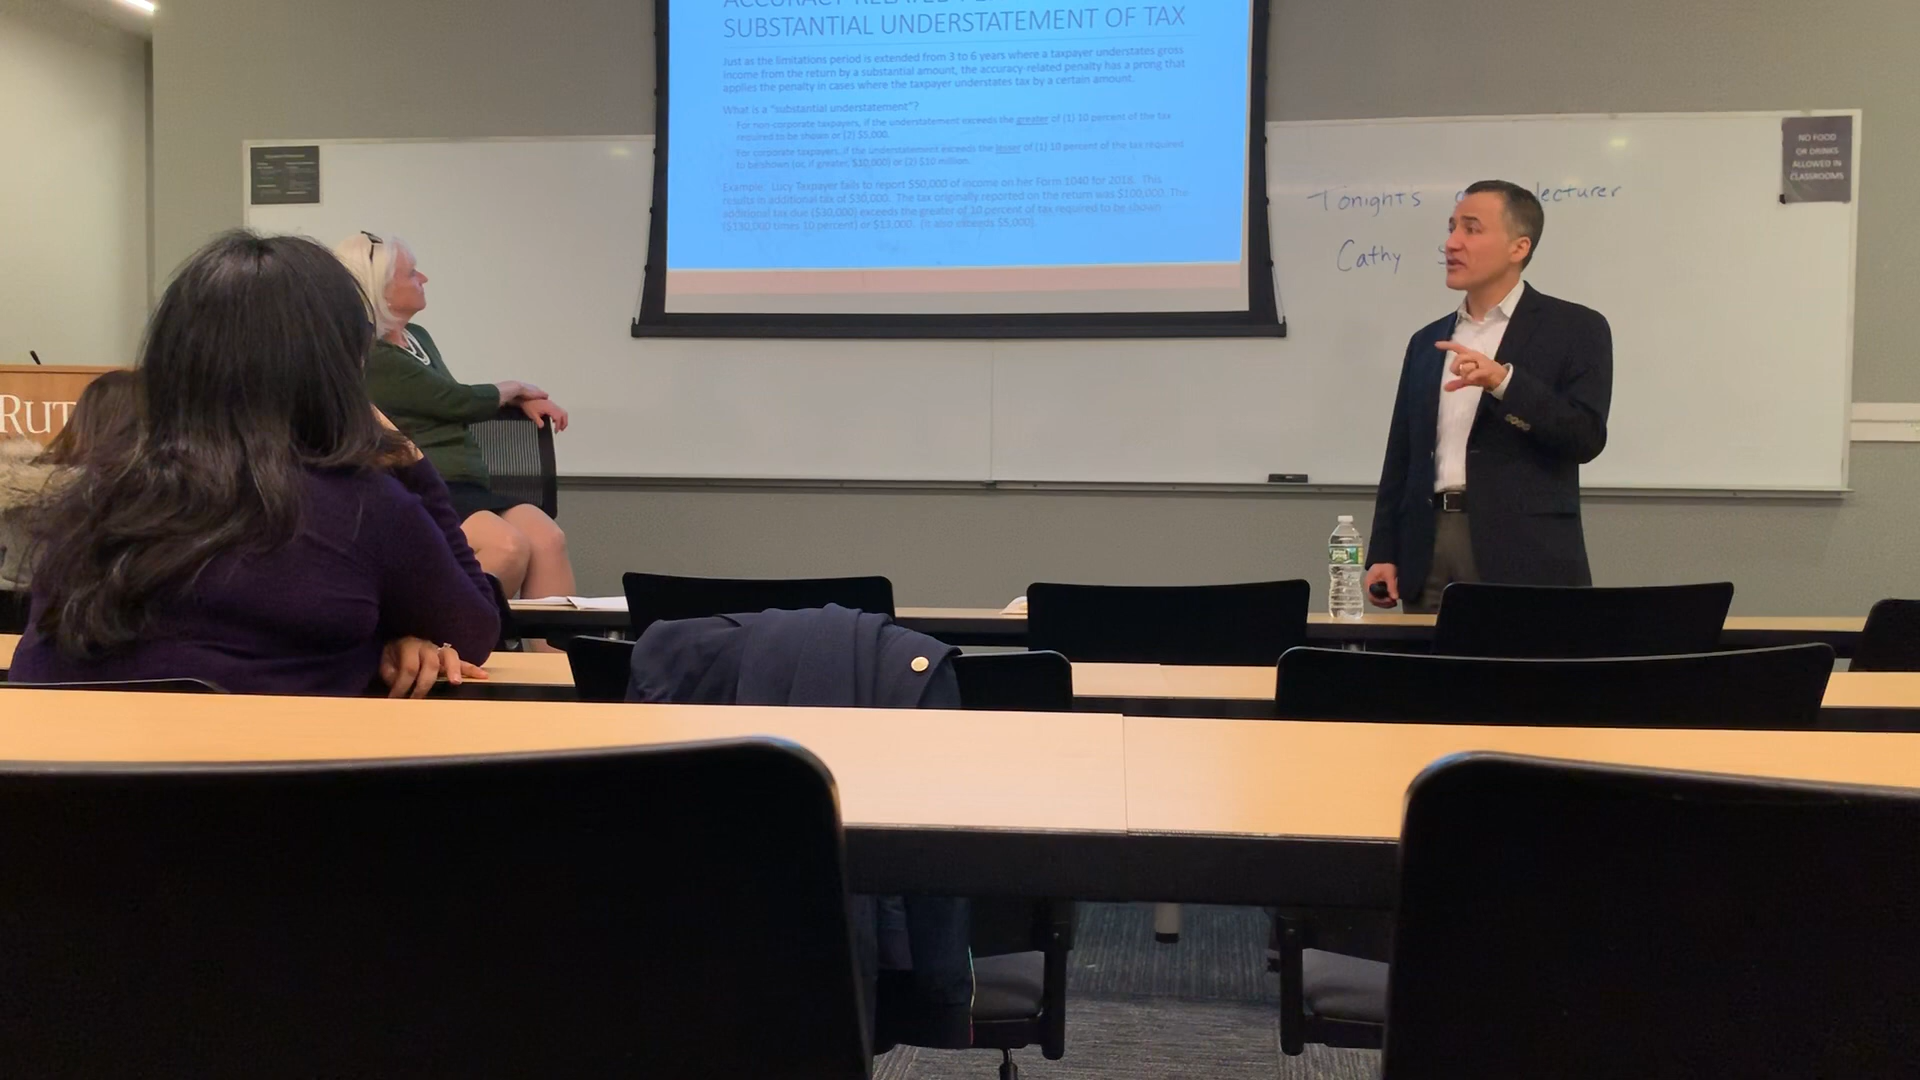 SUBSTANTIAL UNDERSTATEMENT OF TAX
Just as the limitations period is extended from 3 to 6 years where a taxpayer understates gross
income from the return by a substantial amount, the accuracy-related penalty has a prong that
applies the penalty in cases where the taxpayer understates tax by a certain amount.
What is a "substantial understatement"?
For non-corporate taxpayers, if the understatement exceeds the greater of (1) 10 percent of the tax
required to be shown or (2) $5,000.
For corporate taxpayers, if the understatement exceeds the lesser of (1) 10 percent of the tax required
to be shown (or, if greater, $10,000) or (2) $10 million.
Example: Lucy Taxpayer fails to report $50,000 of income on her Form 1040 for 2018. This
results in additional tax of $30,000. The tax originally reported on the return was $100,000. The
additional tax due ($30,000) exceeds the greater of 10 percent of tax required to be shown
($130,000 times 10 percent) or $13,000. (It also exceeds $5,000).
NO FOOD
OR DRINKS
ALLOWED IN
CLASSROOMS
Tonights lecturer
Cathy
RUT